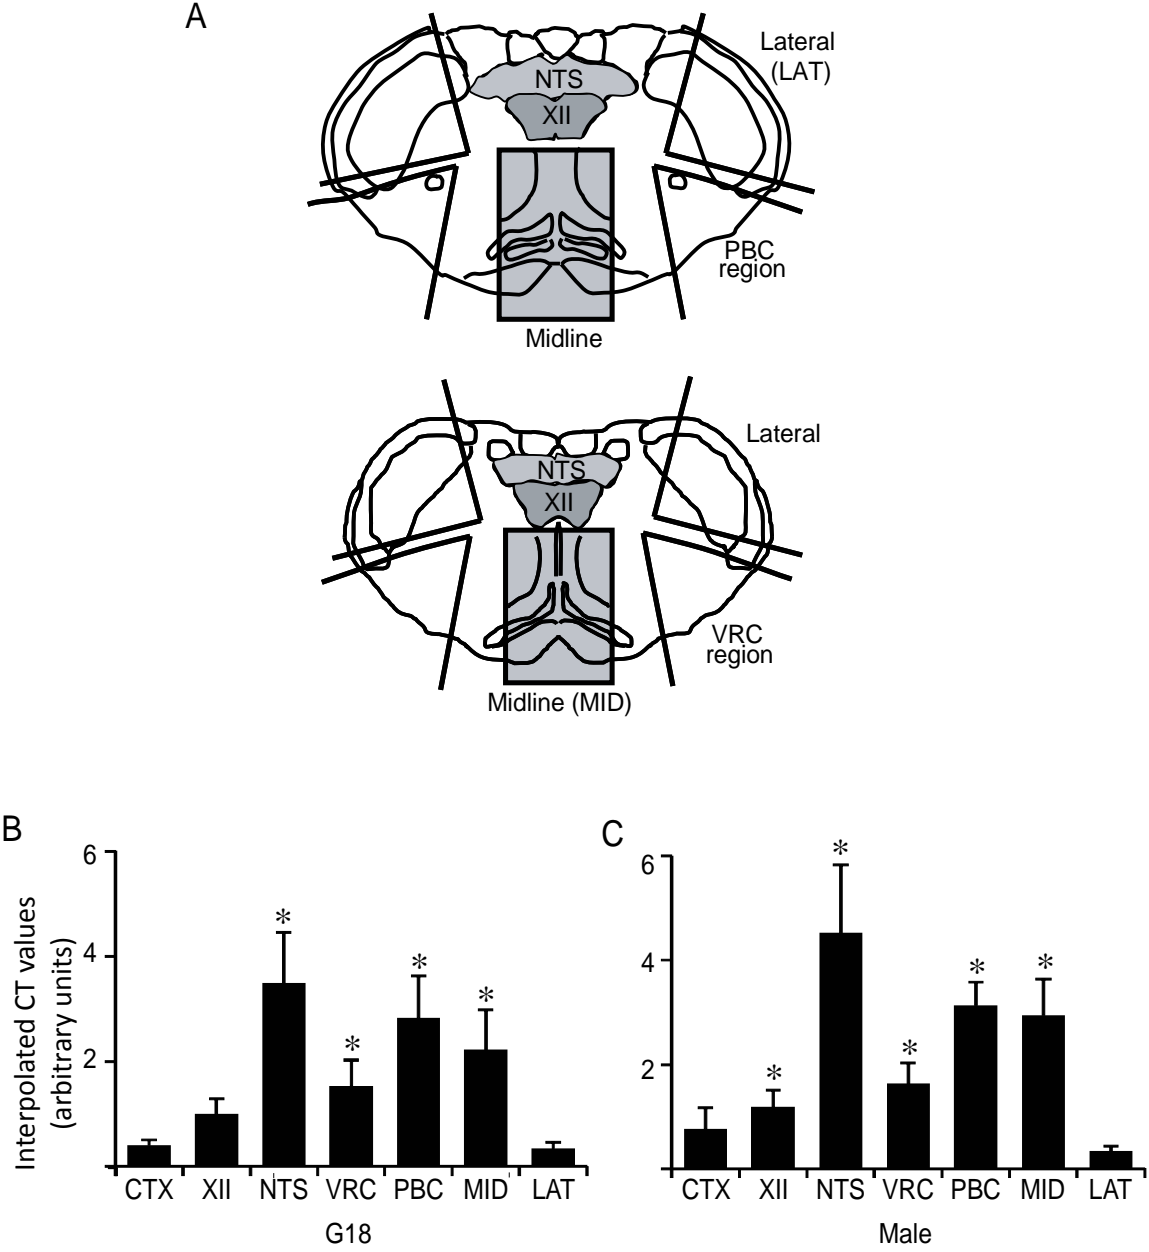 A
Lateral
(LAT)
NTS
XII
PBC
region
Midline
Lateral
NTS
XII
VRC
region
Midline (MID)
B
Interpolated CT values
(arbitrary units)
6
4
2
*
*
*
*
CTX XII NTS VRC PBC MID LAT
G18
C
6
4
2
*
*
*
*
*
CTX XII NTS VRC PBC MID LAT
Male